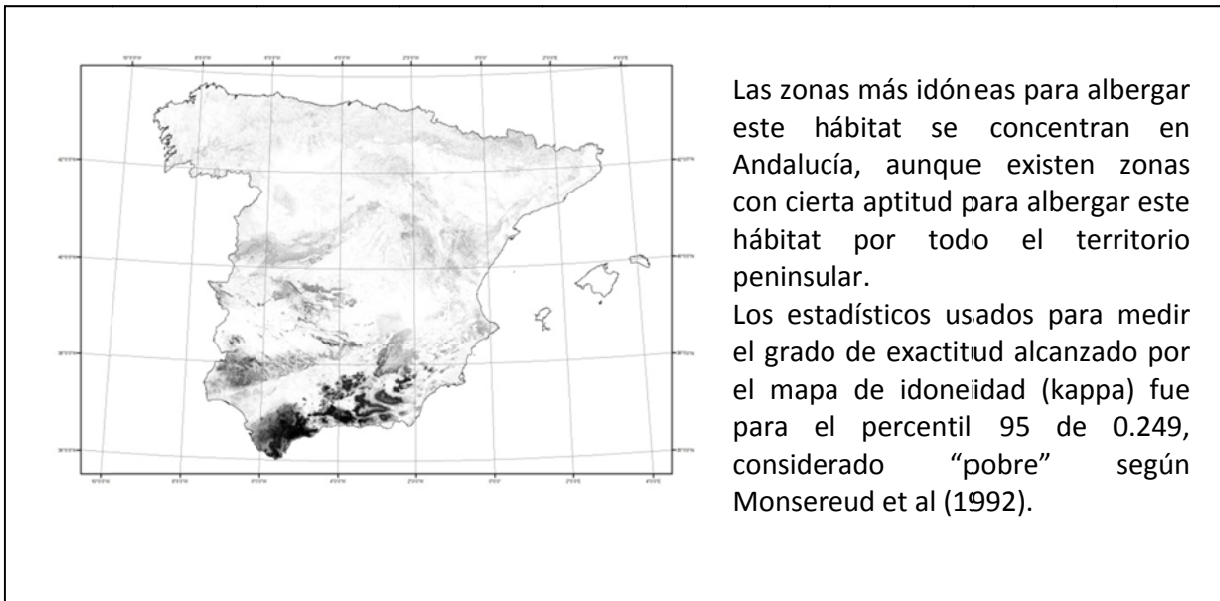 Las zonas más idóneas para albergar
este hábitat se concentran en
Andalucía, aunque existen zonas
con cierta aptitud para albergar este
hábitat por todo el territorio
peninsular.
Los estadísticos usados para medir
el grado de exactitud alcanzado por
el mapa de idoneidad (kappa) fue
para el percentil 95 de 0.249,
considerado “pobre” según
Monsereud et al (1992).